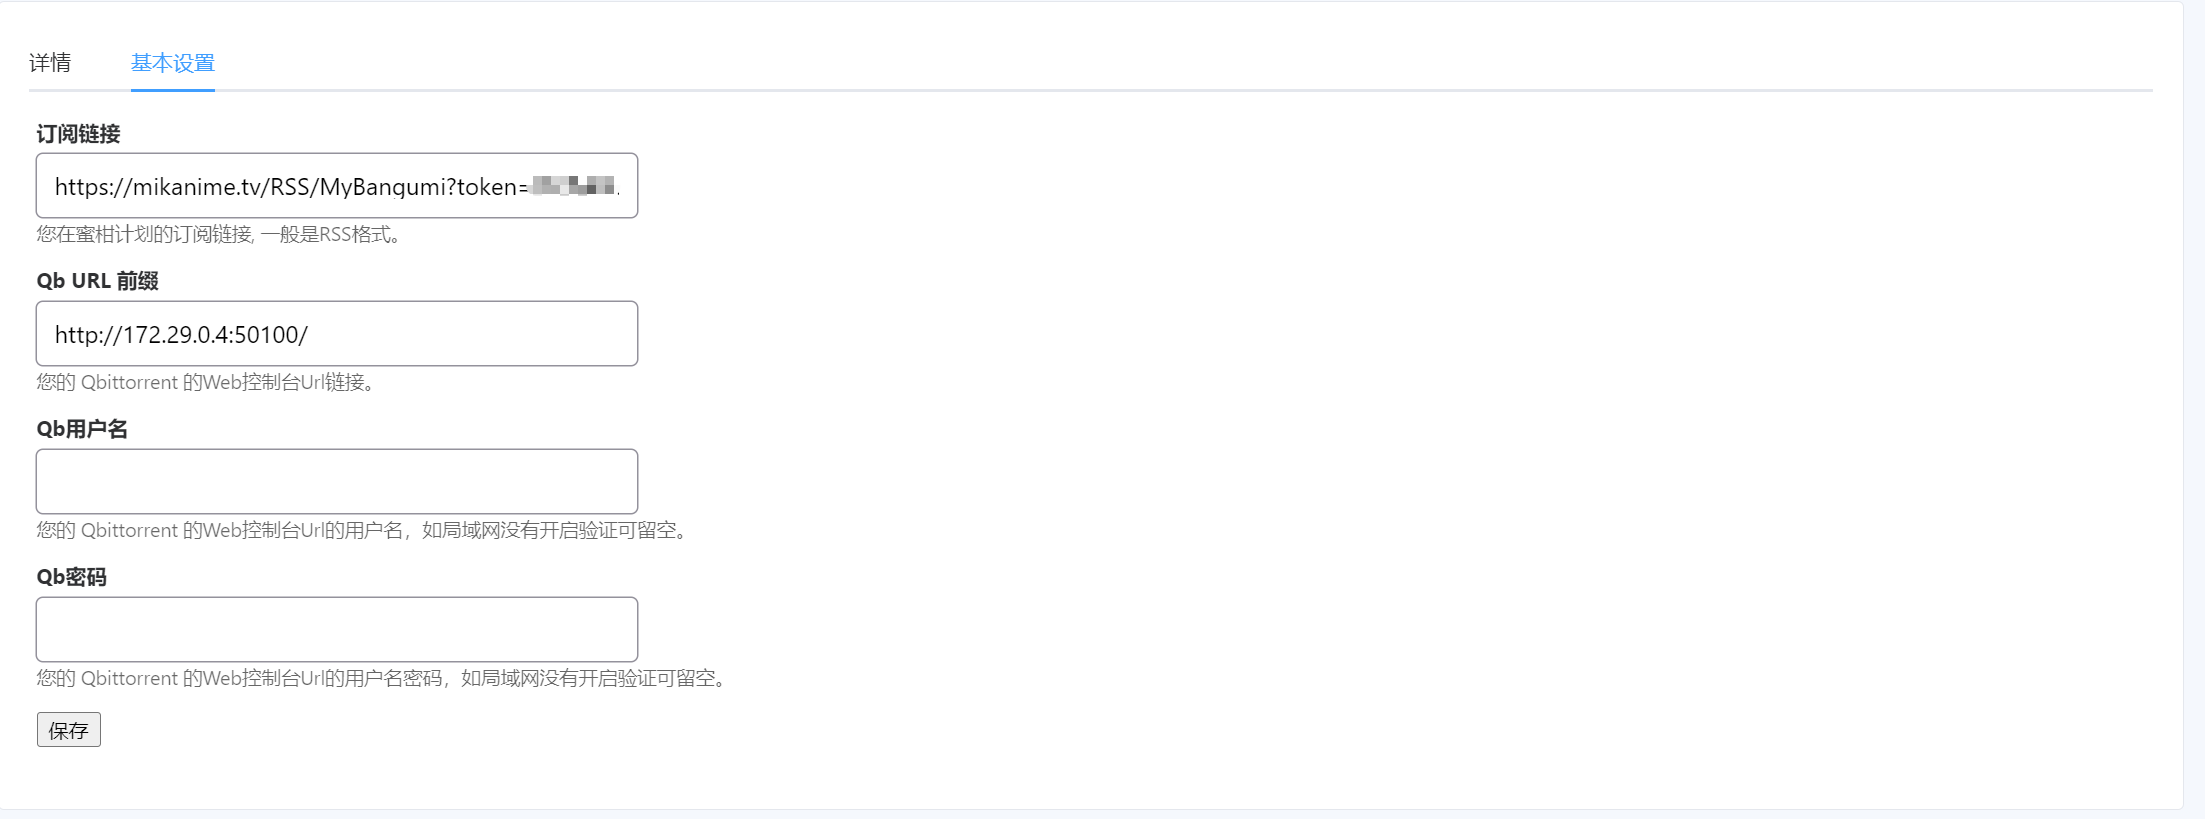 详情
基本设置
订阅链接
https://mikanime.tv/RSS/MyBangumi?token=
您在蜜柑计划的订阅链接, 一般是RSS格式。
Qb URL 前缀
http://172.29.0.4:50100/
您的 Qbittorrent 的Web控制台Url链接。
Qb用户名
您的 Qbittorrent 的Web控制台Url的用户名，如局域网没有开启验证可留空。
Qb密码
您的 Qbittorrent 的Web控制台Url的用户名密码，如局域网没有开启验证可留空。
保存